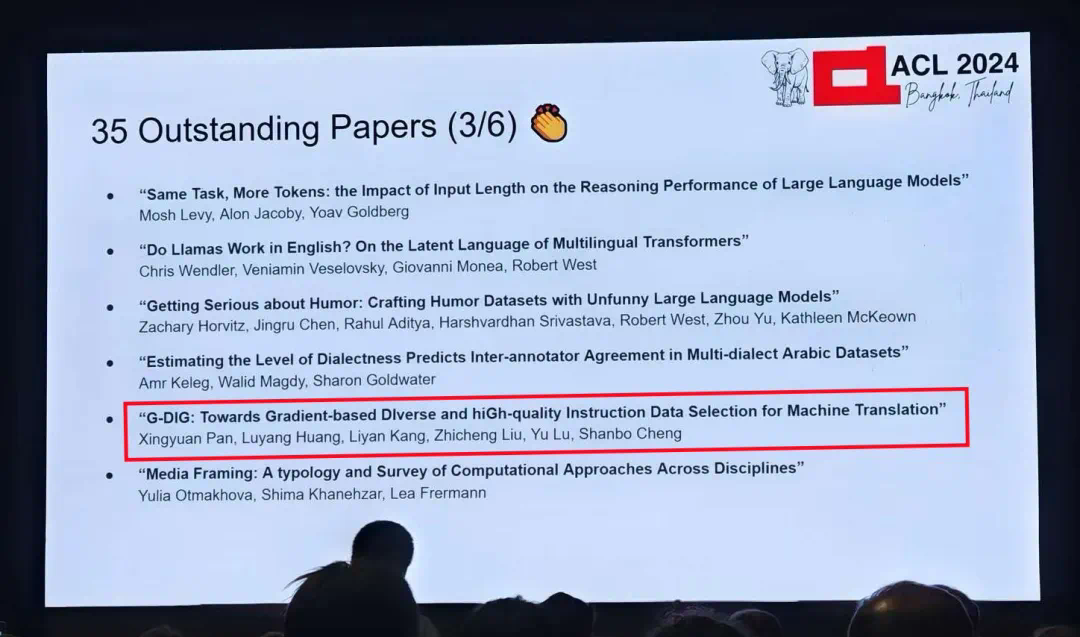 ACL 2024
Bangkok, Thailand
35 Outstanding Papers (3/6) 👏
• “Same Task, More Tokens: the Impact of Input Length on the Reasoning Performance of Large Language Models”
Mosh Levy, Alon Jacoby, Yoav Goldberg
• “Do Llamas Work in English? On the Latent Language of Multilingual Transformers”
Chris Wendler, Veniamin Veselovsky, Giovanni Monea, Robert West
• “Getting Serious about Humor: Crafting Humor Datasets with Unfunny Large Language Models”
Zachary Horvitz, Jingru Chen, Rahul Aditya, Harshvardhan Srivastava, Robert West, Zhou Yu, Kathleen McKeown
• “Estimating the Level of Dialectness Predicts Inter-annotator Agreement in Multi-dialect Arabic Datasets”
Amr Keleg, Walid Magdy, Sharon Goldwater
• “G-DIG: Towards Gradient-based DIverse and hiGh-quality Instruction Data Selection for Machine Translation”
Xingyuan Pan, Luyang Huang, Liyan Kang, Zhicheng Liu, Yu Lu, Shanbo Cheng
• “Media Framing: A typology and Survey of Computational Approaches Across Disciplines”
Yulia Otmakhova, Shima Khanehzar, Lea Frermann